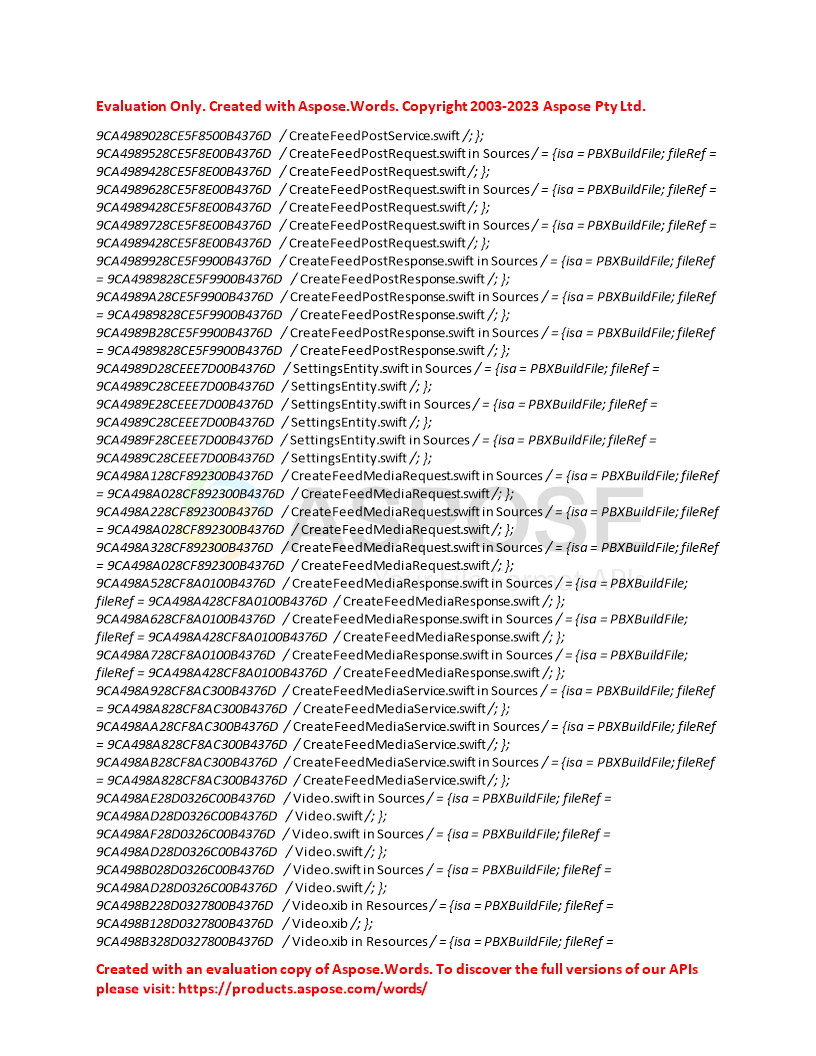 Evaluation Only. Created with Aspose.Words. Copyright 2003-2023 Aspose Pty Ltd.
9CA4989028CE5F8500B4376D / CreateFeedPostService.swift /; };
9CA4989528CE5F8E00B4376D / CreateFeedPostRequest.swift in Sources / = {isa = PBXBuildFile; fileRef =
9CA4989428CE5F8E00B4376D / CreateFeedPostRequest.swift /; };
9CA4989628CE5F8E00B4376D / CreateFeedPostRequest.swift in Sources / = {isa = PBXBuildFile; fileRef =
9CA4989428CE5F8E00B4376D / CreateFeedPostRequest.swift /; };
9CA4989728CE5F8E00B4376D / CreateFeedPostRequest.swift in Sources / = {isa = PBXBuildFile; fileRef =
9CA4989428CE5F8E00B4376D / CreateFeedPostRequest.swift /; };
9CA4989928CE5F9900B4376D / CreateFeedPostResponse.swift in Sources / = {isa = PBXBuildFile; fileRef
= 9CA4989828CE5F9900B4376D / CreateFeedPostResponse.swift /; };
9CA4989A28CE5F9900B4376D / CreateFeedPostResponse.swift in Sources / = {isa = PBXBuildFile; fileRef
= 9CA4989828CE5F9900B4376D / CreateFeedPostResponse.swift /; };
9CA4989B28CE5F9900B4376D / CreateFeedPostResponse.swift in Sources / = {isa = PBXBuildFile; fileRef
= 9CA4989828CE5F9900B4376D / CreateFeedPostResponse.swift /; };
9CA4989D28CEEE7D00B4376D / SettingsEntity.swift in Sources / = {isa = PBXBuildFile; fileRef =
9CA4989C28CEEE7D00B4376D / SettingsEntity.swift /; };
9CA4989E28CEEE7D00B4376D / SettingsEntity.swift in Sources / = {isa = PBXBuildFile; fileRef =
9CA4989C28CEEE7D00B4376D / SettingsEntity.swift /; };
9CA4989F28CEEE7D00B4376D / SettingsEntity.swift in Sources / = {isa = PBXBuildFile; fileRef =
9CA4989C28CEEE7D00B4376D / SettingsEntity.swift /; };
9CA498A128CF892300B4376D / CreateFeedMediaRequest.swift in Sources / = {isa = PBXBuildFile; fileRef
= 9CA498A028CF892300B4376D / CreateFeedMediaRequest.swift /; };
9CA498A228CF892300B4376D / CreateFeedMediaRequest.swift in Sources / = {isa = PBXBuildFile; fileRef
= 9CA498A028CF892300B4376D / CreateFeedMediaRequest.swift /; };
9CA498A328CF892300B4376D / CreateFeedMediaRequest.swift in Sources / = {isa = PBXBuildFile; fileRef
= 9CA498A028CF892300B4376D / CreateFeedMediaRequest.swift /; };
9CA498A528CF8A0100B4376D / CreateFeedMediaResponse.swift in Sources / = {isa = PBXBuildFile;
fileRef = 9CA498A428CF8A0100B4376D / CreateFeedMediaResponse.swift /; };
9CA498A628CF8A0100B4376D / CreateFeedMediaResponse.swift in Sources / = {isa = PBXBuildFile;
fileRef = 9CA498A428CF8A0100B4376D / CreateFeedMediaResponse.swift /; };
9CA498A728CF8A0100B4376D / CreateFeedMediaResponse.swift in Sources / = {isa = PBXBuildFile;
fileRef = 9CA498A428CF8A0100B4376D / CreateFeedMediaResponse.swift /; };
9CA498A928CF8AC300B4376D / CreateFeedMediaService.swift in Sources / = {isa = PBXBuildFile; fileRef
= 9CA498A828CF8AC300B4376D / CreateFeedMediaService.swift /; };
9CA498AA28CF8AC300B4376D / CreateFeedMediaService.swift in Sources / = {isa = PBXBuildFile; fileRef
= 9CA498A828CF8AC300B4376D / CreateFeedMediaService.swift /; };
9CA498AB28CF8AC300B4376D / CreateFeedMediaService.swift in Sources / = {isa = PBXBuildFile; fileRef
= 9CA498A828CF8AC300B4376D / CreateFeedMediaService.swift /; };
9CA498AE28D0326C00B4376D / Video.swift in Sources / = {isa = PBXBuildFile; fileRef =
9CA498AD28D0326C00B4376D / Video.swift /; };
9CA498AF28D0326C00B4376D / Video.swift in Sources / = {isa = PBXBuildFile; fileRef =
9CA498AD28D0326C00B4376D / Video.swift /; };
9CA498B028D0326C00B4376D / Video.swift in Sources / = {isa = PBXBuildFile; fileRef =
9CA498AD28D0326C00B4376D / Video.swift /; };
9CA498B228D0327800B4376D / Video.xib in Resources / = {isa = PBXBuildFile; fileRef =
9CA498B128D0327800B4376D / Video.xib /; };
9CA498B328D0327800B4376D / Video.xib in Resources / = {isa = PBXBuildFile; fileRef =
ASPOSE
Created with an evaluation copy of Aspose.Words. To discover the full versions of our APIs
please visit: https://products.aspose.com/words/